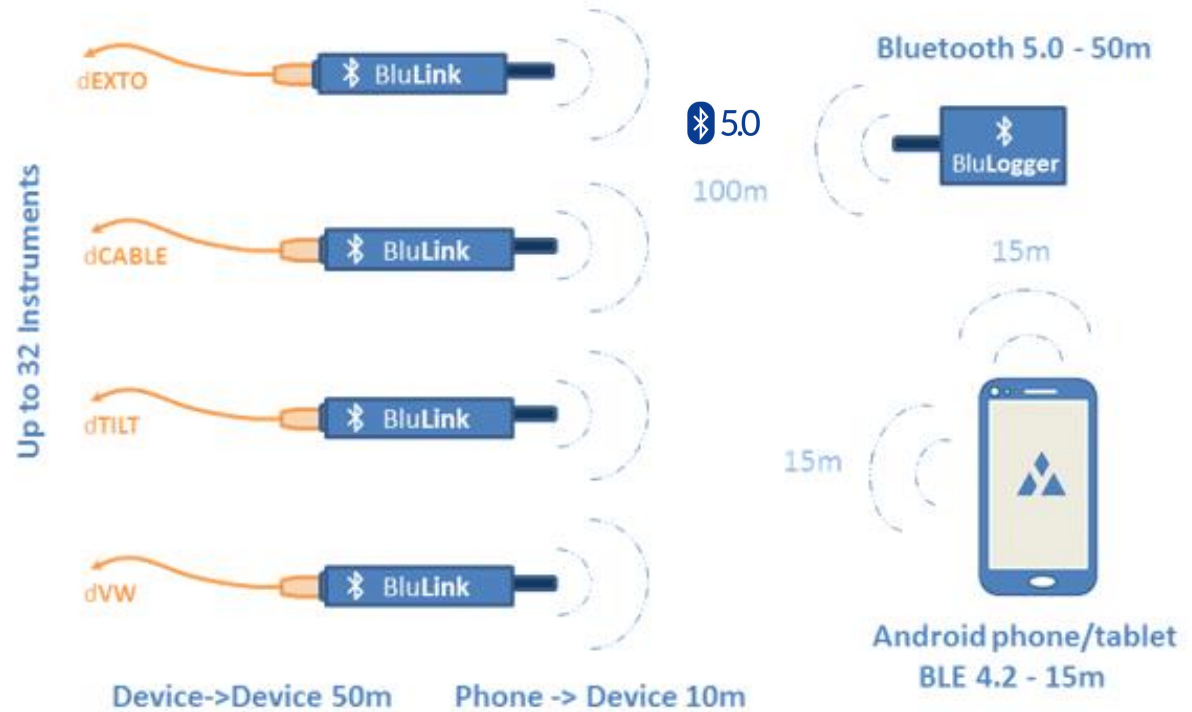 Up to 32 Instruments
dEXTO
BluLink
dCABLE
BluLink
dTILT
BluLink
dVW
BluLink
Device->Device 50m
Phone -> Device 10m
5.0
100m
Bluetooth 5.0 - 50m
BluLogger
15m
15m
Android phone/tablet
BLE 4.2 - 15m